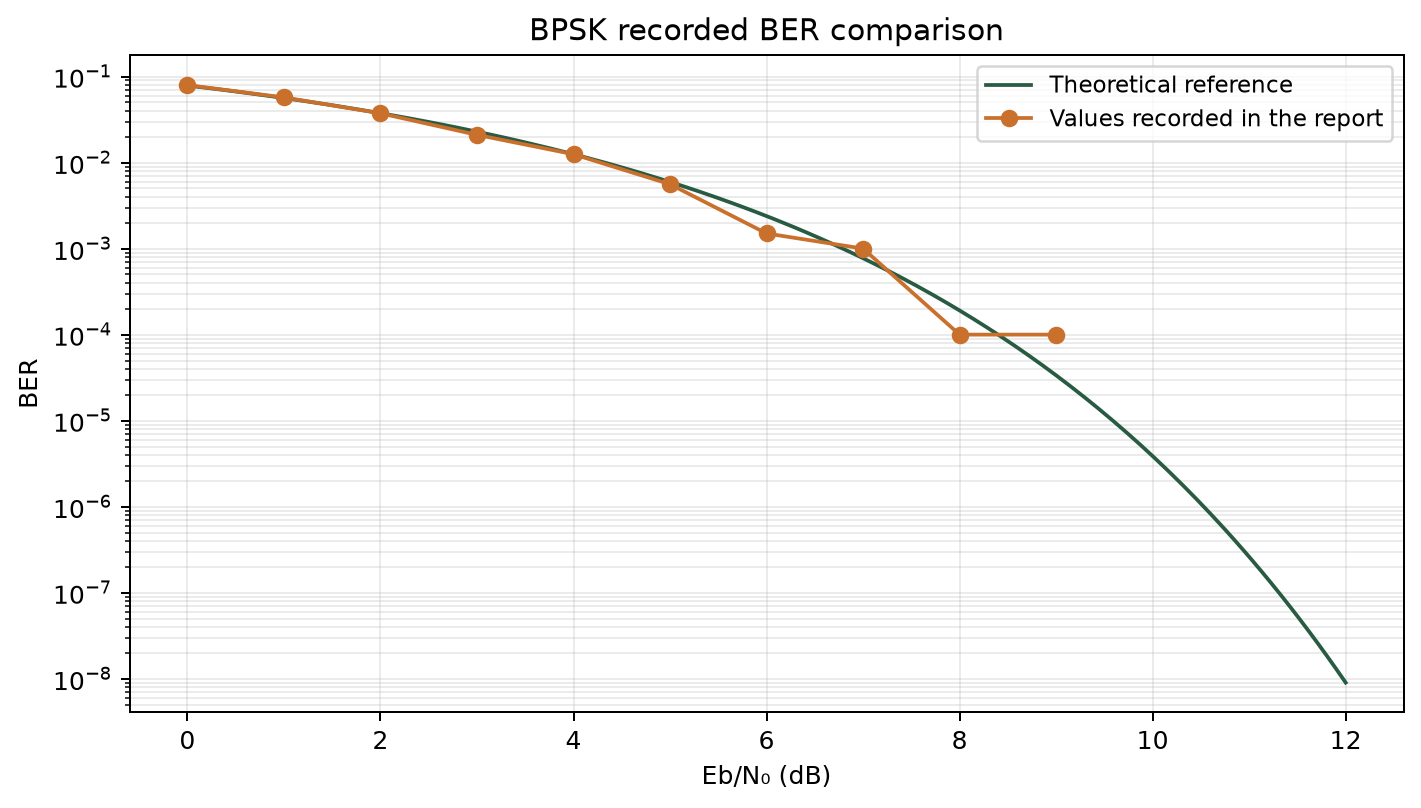 BPSK recorded BER comparison
Theoretical reference
Values recorded in the report
BER
10⁻¹
10⁻²
10⁻³
10⁻⁴
10⁻⁵
10⁻⁶
10⁻⁷
10⁻⁸
0 2 4 6 8 10 12
Eb/N₀ (dB)